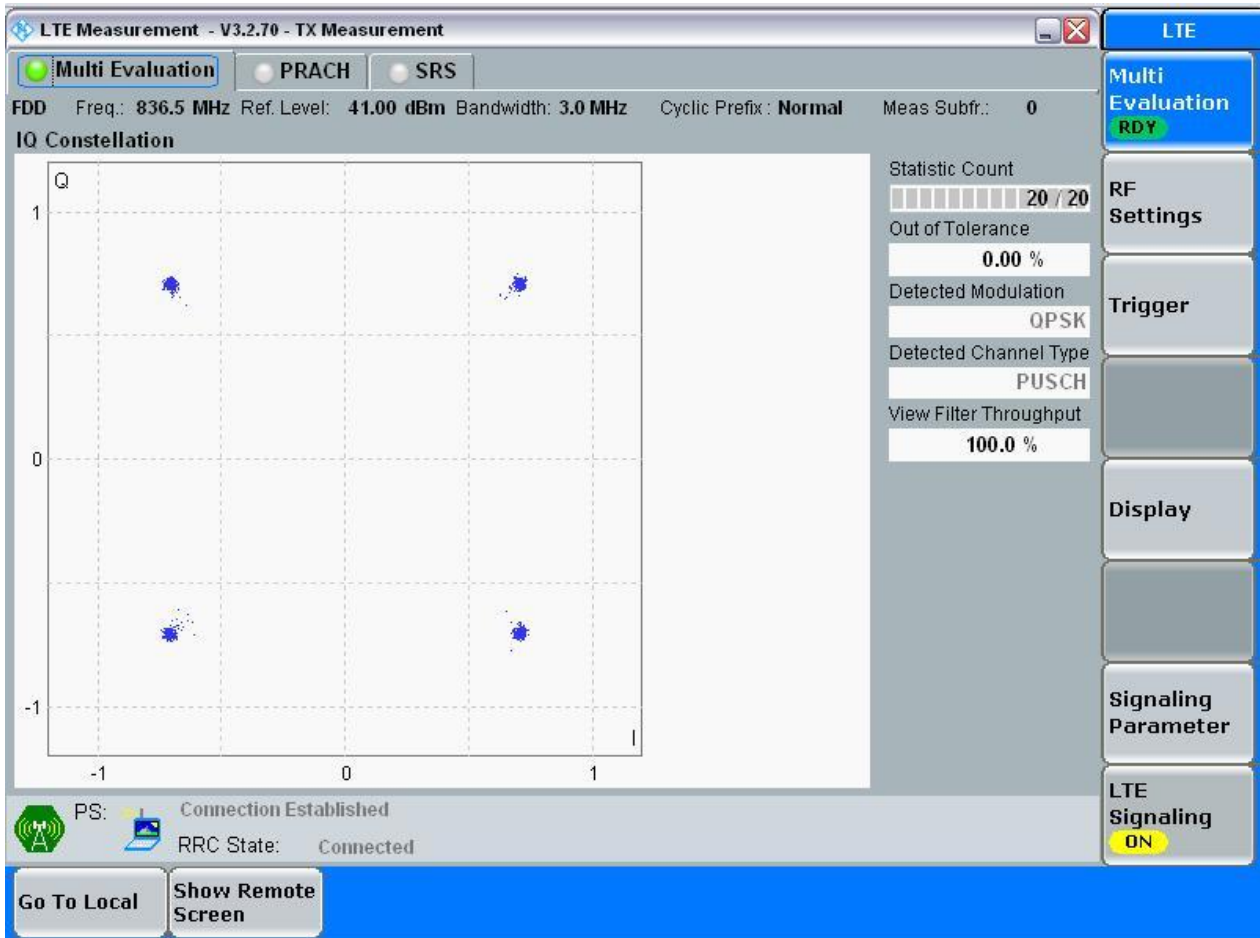 LTE Measurement - V3.2.70 - TX Measurement
LTE
Multi Evaluation PRACH SRS
FDD Freq.: 836.5 MHz Ref. Level: 41.00 dBm Bandwidth: 3.0 MHz Cyclic Prefix : Normal Meas Subfr.: 0
IQ Constellation
Q
1
0
-1
I
-1 0 1
Statistic Count
20 / 20
Out of Tolerance
0.00 %
Detected Modulation
QPSK
Detected Channel Type
PUSCH
View Filter Throughput
100.0 %
PS: Connection Established
RRC State: Connected
Multi
Evaluation
RDY
RF
Settings
Trigger
Display
Signaling
Parameter
LTE
Signaling
ON
Go To Local
Show Remote
Screen